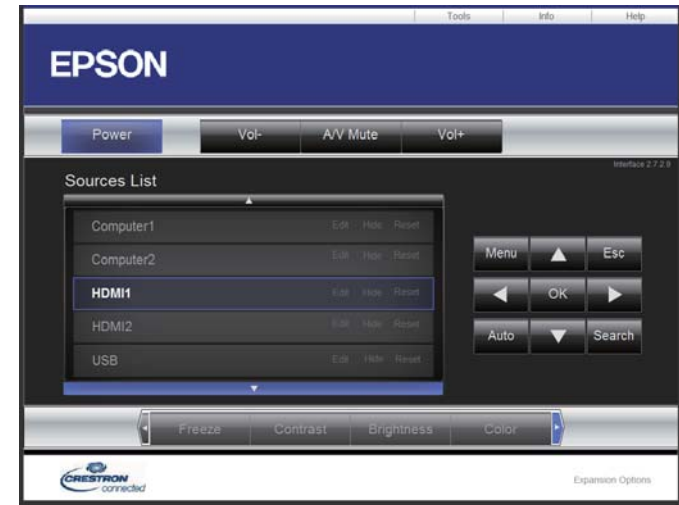 Tools Info Help
EPSON
Power Vol- A/V Mute Vol+
Interface 2.7.2.9
Sources List
Computer1 Edit Hide Reset
Computer2 Edit Hide Reset
HDMI1 Edit Hide Reset
HDMI2 Edit Hide Reset
USB Edit Hide Reset
Menu Esc
OK
Auto Search
Freeze Contrast Brightness Color
CRESTRON
connected
Expansion Options